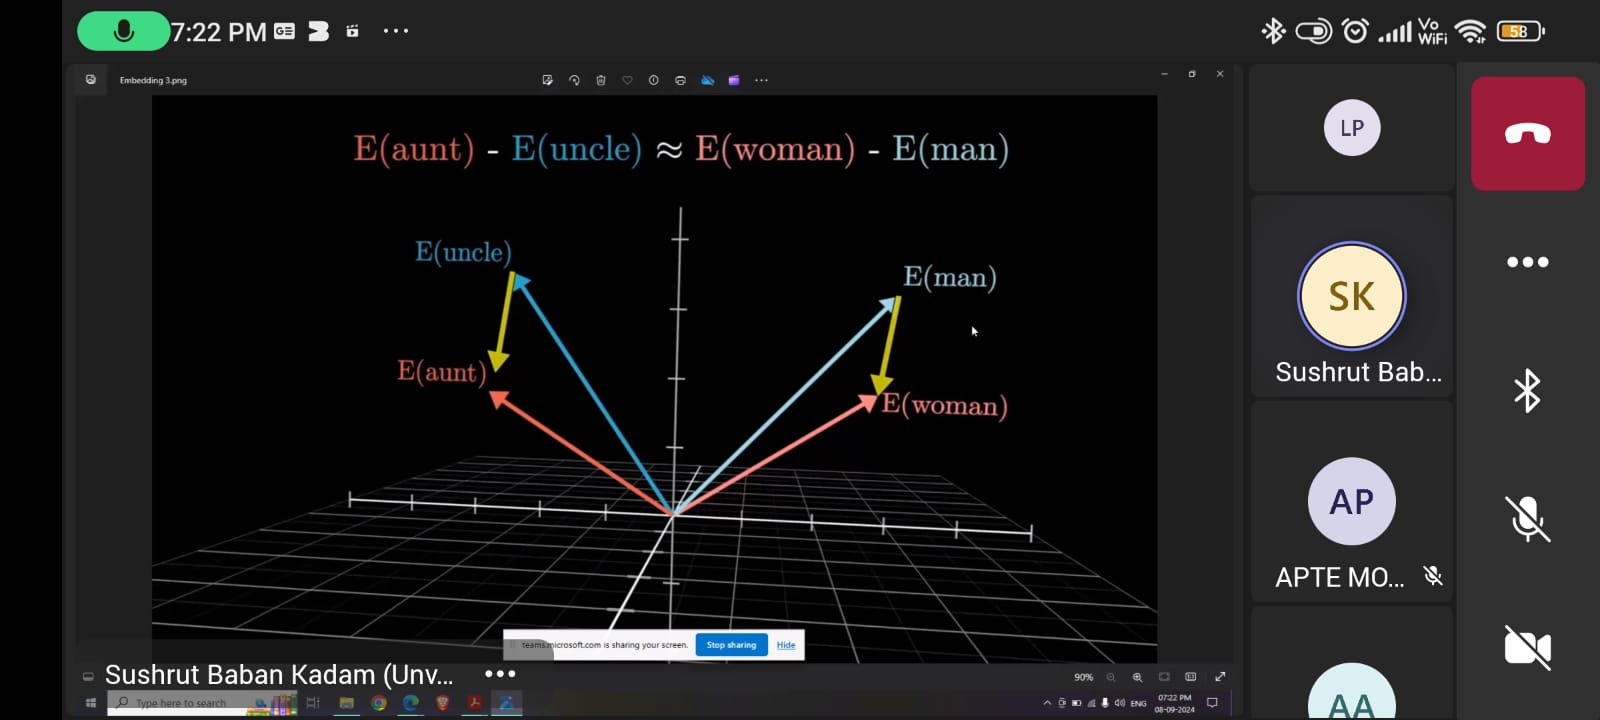 7:22 PM
Vo
WiFi
58
Embedding 3.png
E(aunt) - E(uncle) ≈ E(woman) - E(man)
E(uncle)
E(man)
E(aunt)
E(woman)
LP
SK
Sushrut Bab...
AP
APTE MO...
AA
teams.microsoft.com is sharing your screen.
Stop sharing
Hide
Sushrut Baban Kadam (Unv...
90%
Type here to search
ENG
07:22 PM
08-09-2024